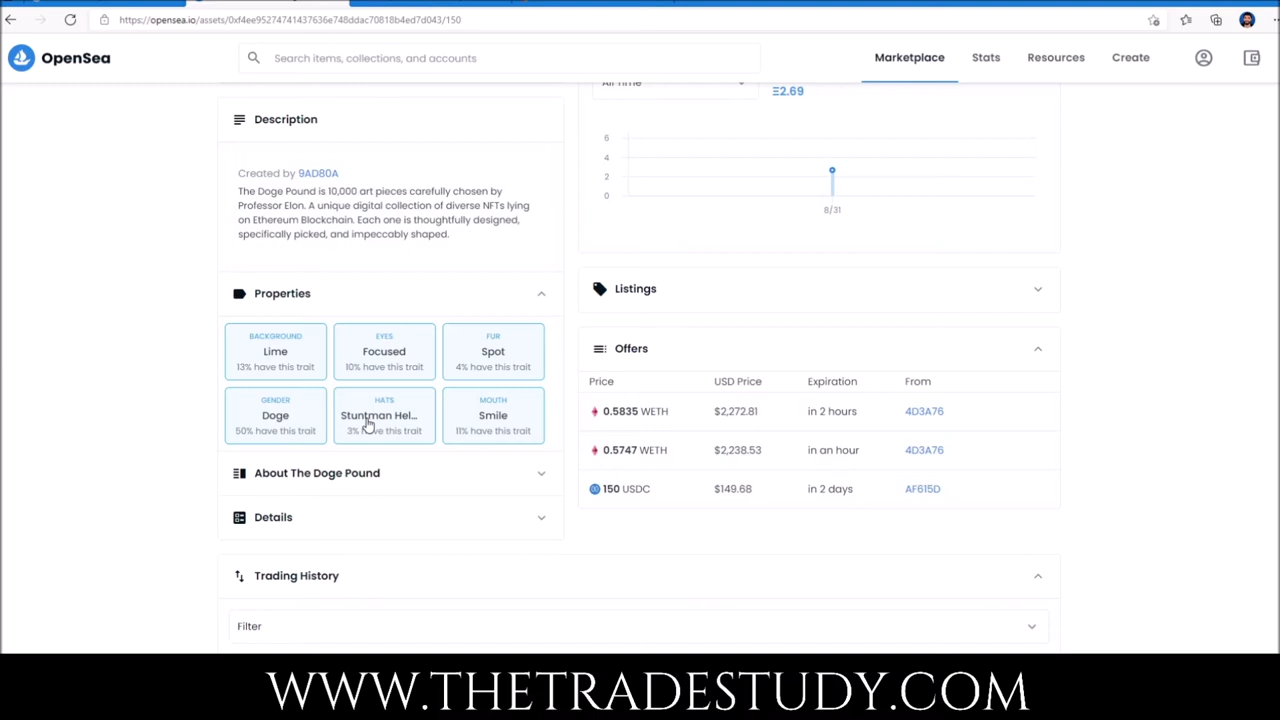 https://opensea.io/assets/0xf4ee95274741437636e748ddac70818b4ed7d043/150
OpenSea
Search items, collections, and accounts
Marketplace
Stats
Resources
Create
Description
Created by 9AD80A
The Doge Pound is 10,000 art pieces carefully chosen by
Professor Elon. A unique digital collection of diverse NFTs lying
on Ethereum Blockchain. Each one is thoughtfully designed,
specifically picked, and impeccably shaped.
Properties
BACKGROUND
Lime
13% have this trait
EYES
Focused
10% have this trait
FUR
Spot
4% have this trait
GENDER
Doge
50% have this trait
HATS
Stuntman Hel...
3% have this trait
MOUTH
Smile
11% have this trait
About The Doge Pound
Details
All Time
Ξ2.69
6
4
2
0
8/31
Listings
Offers
Price USD Price Expiration From
0.5835 WETH $2,272.81 in 2 hours 4D3A76
0.5747 WETH $2,238.53 in an hour 4D3A76
150 USDC $149.68 in 2 days AF615D
Trading History
Filter
WWW.THETRADESTUDY.COM